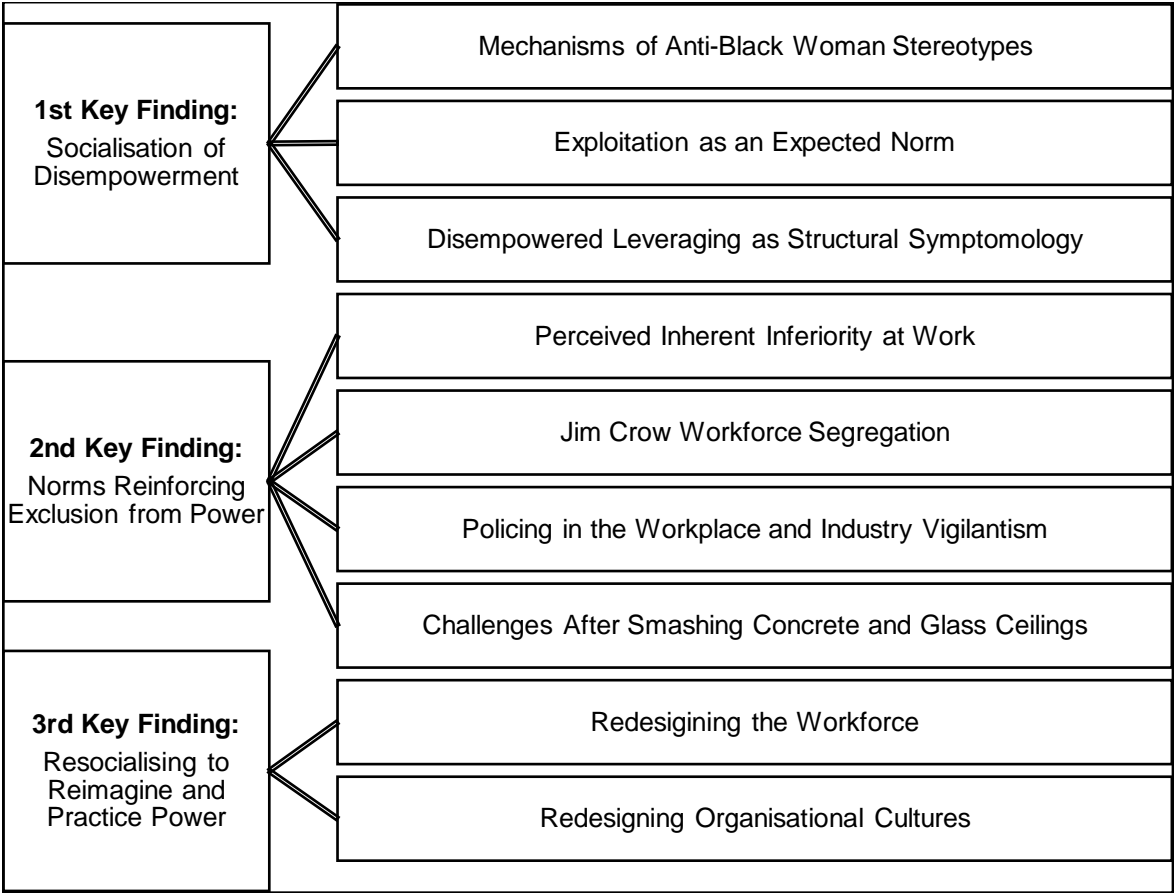 1st Key Finding:
Socialisation of
Disempowerment
Mechanisms of Anti-Black Woman Stereotypes
Exploitation as an Expected Norm
Disempowered Leveraging as Structural Symptomology
2nd Key Finding:
Norms Reinforcing
Exclusion from Power
Perceived Inherent Inferiority at Work
Jim Crow Workforce Segregation
Policing in the Workplace and Industry Vigilantism
Challenges After Smashing Concrete and Glass Ceilings
3rd Key Finding:
Resocialising to
Reimagine and
Practice Power
Redesigining the Workforce
Redesigning Organisational Cultures